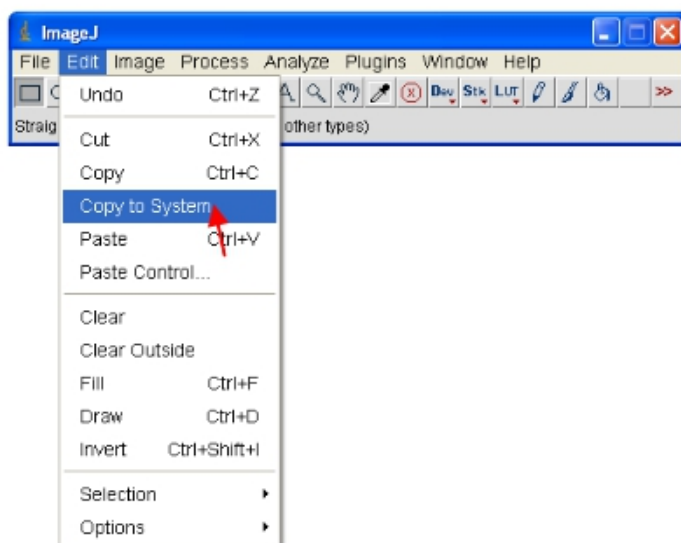 ImageJ
File Edit Image Process Analyze Plugins Window Help
Dev Stk LUT >>
Straig other types)
Undo Ctrl+Z
Cut Ctrl+X
Copy Ctrl+C
Copy to System
Paste Ctrl+V
Paste Control...
Clear
Clear Outside
Fill Ctrl+F
Draw Ctrl+D
Invert Ctrl+Shift+I
Selection
Options